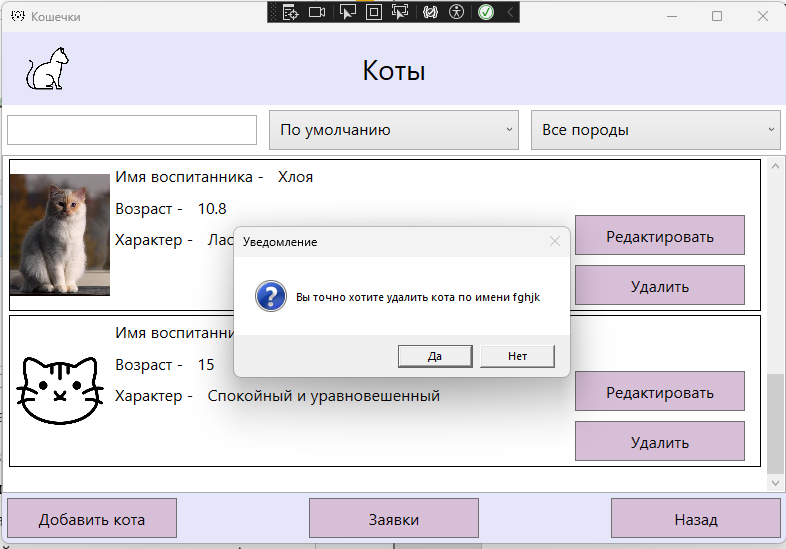 Кошечки
Коты
По умолчанию
Все породы
Имя воспитанника - Хлоя
Возраст - 10.8
Характер - Лас
Редактировать
Удалить
Уведомление
Вы точно хотите удалить кота по имени fghjk
Да
Нет
Имя воспитанни
Возраст - 15
Характер - Спокойный и уравновешенный
Редактировать
Удалить
Добавить кота
Заявки
Назад